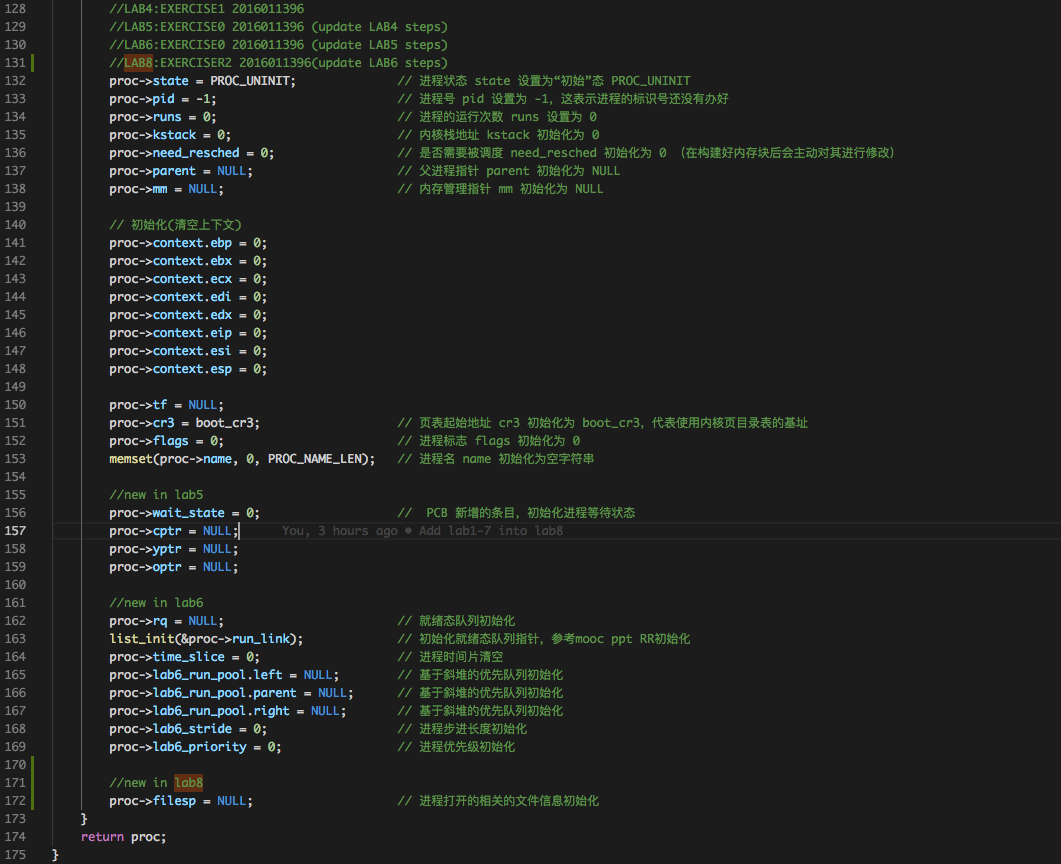 128 //LAB4:EXERCISE1 2016011396
129 //LAB5:EXERCISE0 2016011396 (update LAB4 steps)
130 //LAB6:EXERCISE0 2016011396 (update LAB5 steps)
131 //LAB8:EXERCISER2 2016011396(update LAB6 steps)
132 proc->state = PROC_UNINIT; // 进程状态 state 设置为“初始”态 PROC_UNINIT
133 proc->pid = -1; // 进程号 pid 设置为 -1，这表示进程的标识号还没有办好
134 proc->runs = 0; // 进程的运行次数 runs 设置为 0
135 proc->kstack = 0; // 内核栈地址 kstack 初始化为 0
136 proc->need_resched = 0; // 是否需要被调度 need_resched 初始化为 0 （在构建好内存块后会主动对其进行修改）
137 proc->parent = NULL; // 父进程指针 parent 初始化为 NULL
138 proc->mm = NULL; // 内存管理指针 mm 初始化为 NULL
139
140 // 初始化(清空上下文)
141 proc->context.ebp = 0;
142 proc->context.ebx = 0;
143 proc->context.ecx = 0;
144 proc->context.edi = 0;
145 proc->context.edx = 0;
146 proc->context.eip = 0;
147 proc->context.esi = 0;
148 proc->context.esp = 0;
149
150 proc->tf = NULL;
151 proc->cr3 = boot_cr3; // 页表起始地址 cr3 初始化为 boot_cr3，代表使用内核页目录表的基址
152 proc->flags = 0; // 进程标志 flags 初始化为 0
153 memset(proc->name, 0, PROC_NAME_LEN); // 进程名 name 初始化为空字符串
154
155 //new in lab5
156 proc->wait_state = 0; // PCB 新增的条目，初始化进程等待状态
157 proc->cptr = NULL; You, 3 hours ago • Add lab1-7 into lab8
158 proc->yptr = NULL;
159 proc->optr = NULL;
160
161 //new in lab6
162 proc->rq = NULL; // 就绪态队列初始化
163 list_init(&proc->run_link); // 初始化就绪态队列指针，参考mooc ppt RR初始化
164 proc->time_slice = 0; // 进程时间片清空
165 proc->lab6_run_pool.left = NULL; // 基于斜堆的优先队列初始化
166 proc->lab6_run_pool.parent = NULL; // 基于斜堆的优先队列初始化
167 proc->lab6_run_pool.right = NULL; // 基于斜堆的优先队列初始化
168 proc->lab6_stride = 0; // 进程步进长度初始化
169 proc->lab6_priority = 0; // 进程优先级初始化
170
171 //new in lab8
172 proc->filesp = NULL; // 进程打开的相关的文件信息初始化
173 }
174 return proc;
175 }